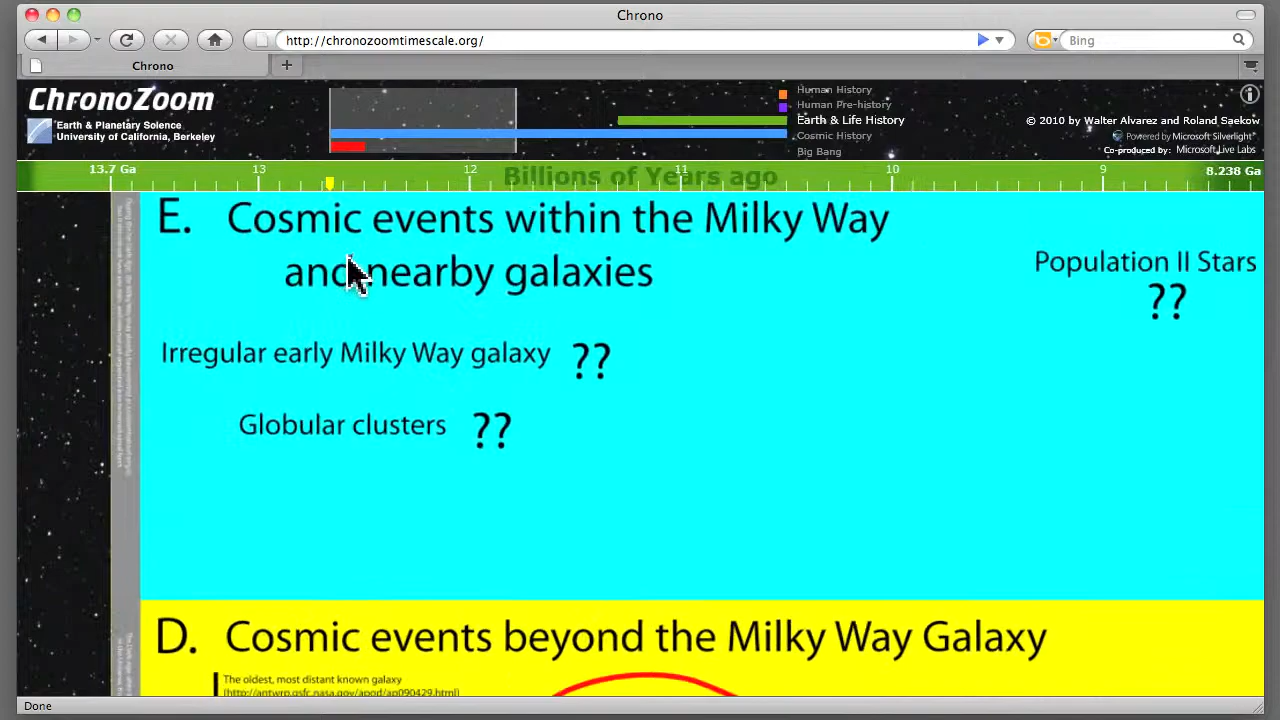 Chrono
http://chronozoomtimescale.org/
Bing
Chrono
ChronoZoom
Earth & Planetary Science
University of California, Berkeley
Human History
Human Pre-history
Earth & Life History
Cosmic History
Big Bang
© 2010 by Walter Alvarez and Roland Saekow
Powered by Microsoft Silverlight™
Co-produced by: Microsoft Live Labs
13.7 Ga 13 12 11 10 9 8.238 Ga
Billions of Years ago
E. Cosmic events within the Milky Way
and nearby galaxies
Population II Stars
??
Irregular early Milky Way galaxy ??
Globular clusters ??
D. Cosmic events beyond the Milky Way Galaxy
The oldest, most distant known galaxy
(http://antwrp.gsfc.nasa.gov/apod/ap090429.html)
Done